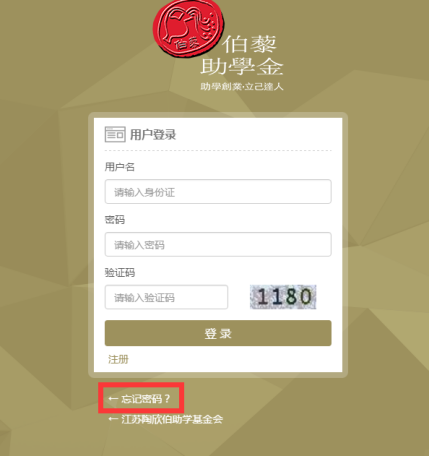 伯藜
伯藜
助學金
助學創業·立己達人
用户登录
用户名
请输入身份证
密码
请输入密码
验证码
请输入验证码
1180
登 录
注册
← 忘记密码？
← 江苏陶欣伯助学基金会